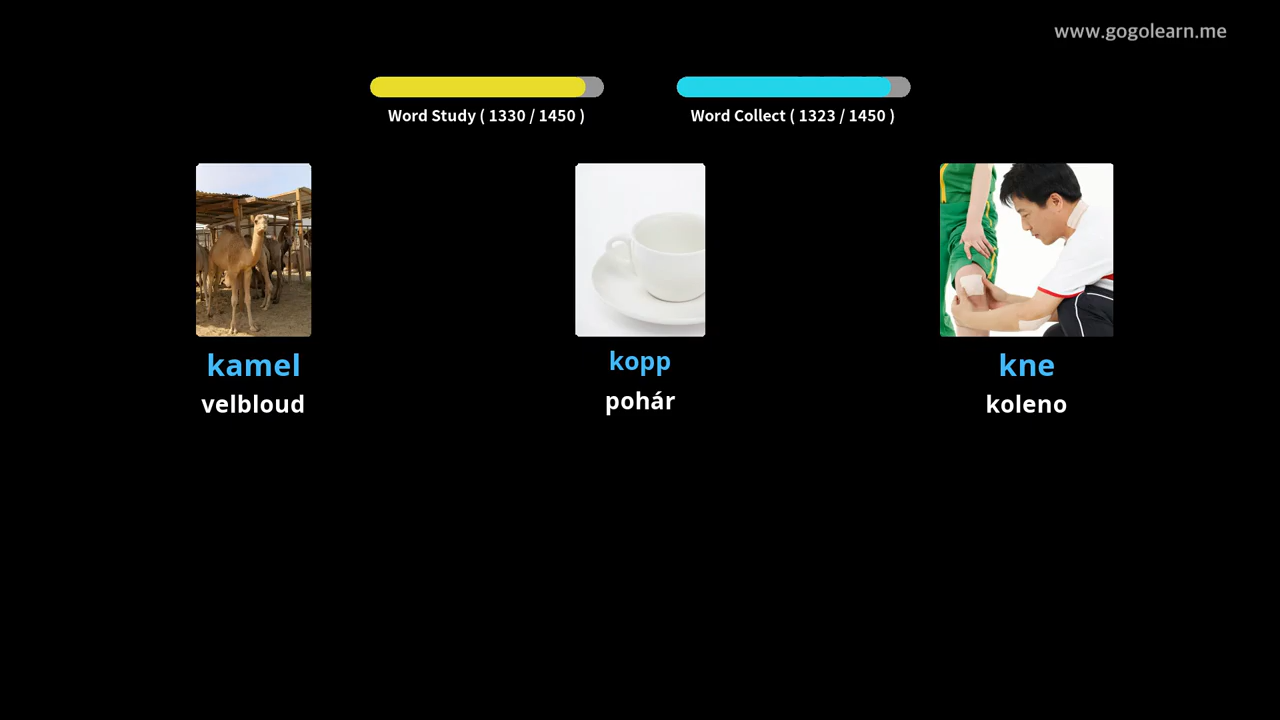 www.gogolearn.me
Word Study ( 1330 / 1450 )
Word Collect ( 1323 / 1450 )
kamel
velbloud
kopp
pohár
kne
koleno